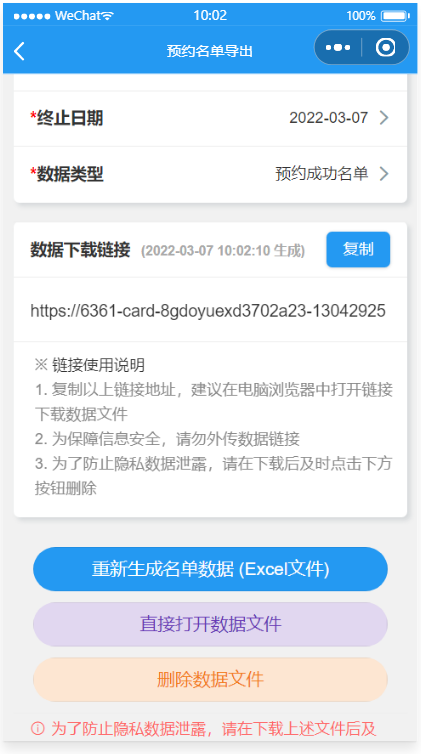 WeChat 10:02 100%
预约名单导出
*终止日期 2022-03-07
*数据类型 预约成功名单
数据下载链接 (2022-03-07 10:02:10 生成) 复制
https://6361-card-8gdoyuexd3702a23-13042925
※ 链接使用说明
1. 复制以上链接地址，建议在电脑浏览器中打开链接
下载数据文件
2. 为保障信息安全，请勿外传数据链接
3. 为了防止隐私数据泄露，请在下载后及时点击下方
按钮删除
重新生成名单数据 (Excel文件)
直接打开数据文件
删除数据文件
为了防止隐私数据泄露，请在下载上述文件后及